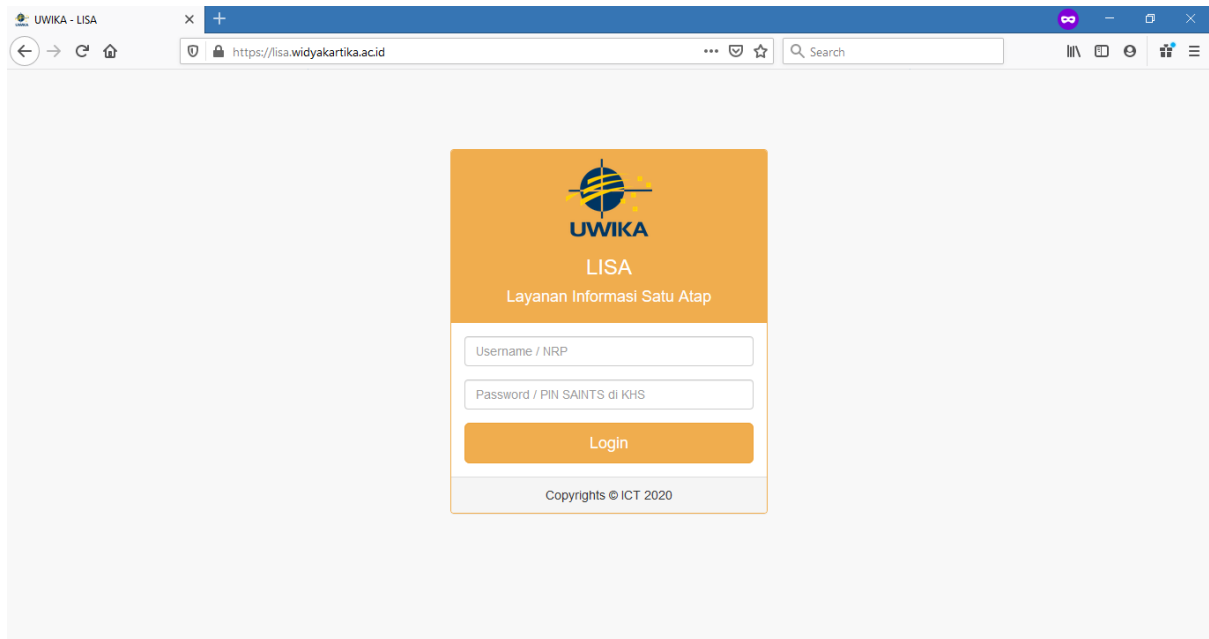 UWIKA - LISA
https://lisa.widyakartika.ac.id
Search
UWIKA
LISA
Layanan Informasi Satu Atap
Username / NRP
Password / PIN SAINTS di KHS
Login
Copyrights © ICT 2020